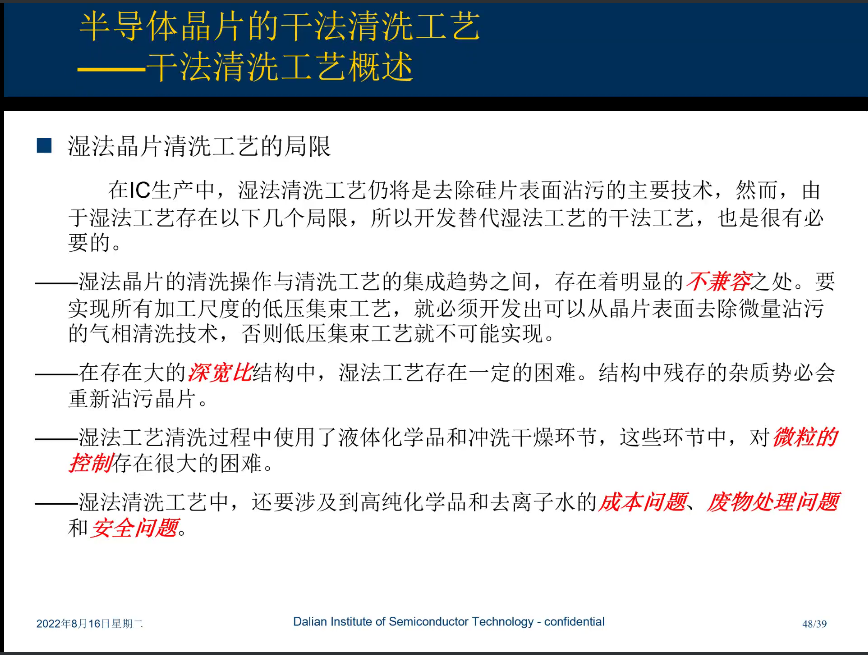 半导体晶片的干法清洗工艺
——干法清洗工艺概述
湿法晶片清洗工艺的局限
在IC生产中，湿法清洗工艺仍将是去除硅片表面沾污的主要技术，然而，由
于湿法工艺存在以下几个局限，所以开发替代湿法工艺的干法工艺，也是很有必
要的。
——湿法晶片的清洗操作与清洗工艺的集成趋势之间，存在着明显的不兼容之处。要
实现所有加工尺度的低压集束工艺，就必须开发出可以从晶片表面去除微量沾污
的气相清洗技术，否则低压集束工艺就不可能实现。
——在存在大的深宽比结构中，湿法工艺存在一定的困难。结构中残存的杂质势必会
重新沾污晶片。
——湿法工艺清洗过程中使用了液体化学品和冲洗干燥环节，这些环节中，对微粒的
控制存在很大的困难。
——湿法清洗工艺中，还要涉及到高纯化学品和去离子水的成本问题、废物处理问题
和安全问题。
2022年8月16日星期二
Dalian Institute of Semiconductor Technology - confidential
48/39